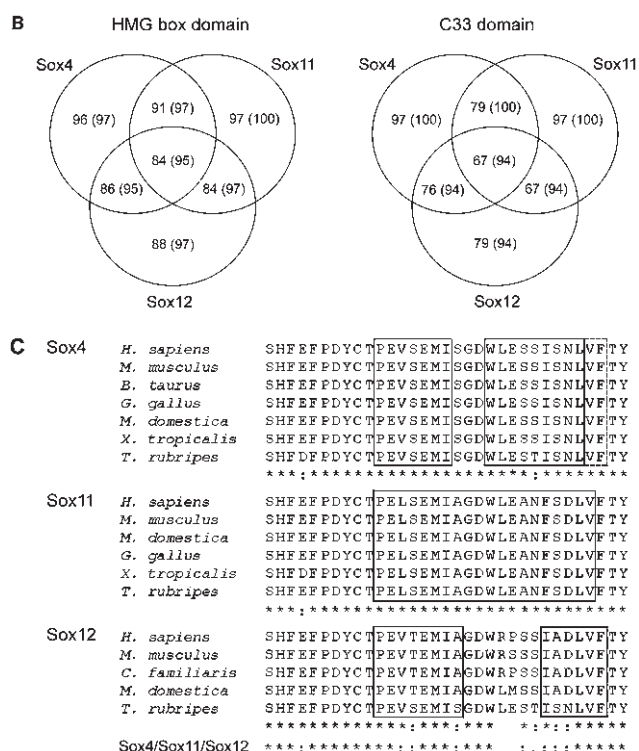 B
HMG box domain
C33 domain
Sox4
Sox11
96 (97)
91 (97)
97 (100)
84 (95)
86 (95)
84 (97)
88 (97)
Sox12
Sox4
Sox11
97 (100)
79 (100)
97 (100)
67 (94)
76 (94)
67 (94)
79 (94)
Sox12
C
Sox4
H. sapiens SHFEFPDYCTPEVSEMISGDWLESSISNLVFTY
M. musculus SHFEFPDYCTPEVSEMISGDWLESSISNLVFTY
B. taurus SHFEFPDYCTPEVSEMISGDWLESSISNLVFTY
G. gallus SHFEFPDYCTPEVSEMISGDWLESSISNLVFTY
M. domestica SHFEFPDYCTPEVSEMISGDWLESSISNLVFTY
X. tropicalis SHFEFPDYCTPEVSEMISGDWLESSISNLVFTY
T. rubripes SHFDFPDYCTPEVSEMISGDWLESTISNLVFTY
***:********************:********
Sox11
H. sapiens SHFEFPDYCTPELSEMIAGDWLEANFSDLVFTY
M. musculus SHFEFPDYCTPELSEMIAGDWLEANFSDLVFTY
M. domestica SHFEFPDYCTPELSEMIAGDWLEANFSDLVFTY
G. gallus SHFEFPDYCTPELSEMIAGDWLEANFSDLVFTY
X. tropicalis SHFDFPDYCTPELSEMIAGDWLEANFSDLVFTY
T. rubripes SHFEFPDYCTPELSEMIAGDWLEANFSDLVFTY
***:*****************************
Sox12
H. sapiens SHFEFPDYCTPEVTEMIAGDWRPSSIADLVFTY
M. musculus SHFEFPDYCTPEVTEMIAGDWRSSSIADLVFTY
C. familiaris SHFEFPDYCTPEVTEMIAGDWRPSSIADLVFTY
M. domestica SHFEFPDYCTPEVTEMIAGDWLMSSIADLVFTY
T. rubripes SHFEFPDYCTPEVSEMISGDWLESTISNLVFTY
Sox4/Sox11/Sox12